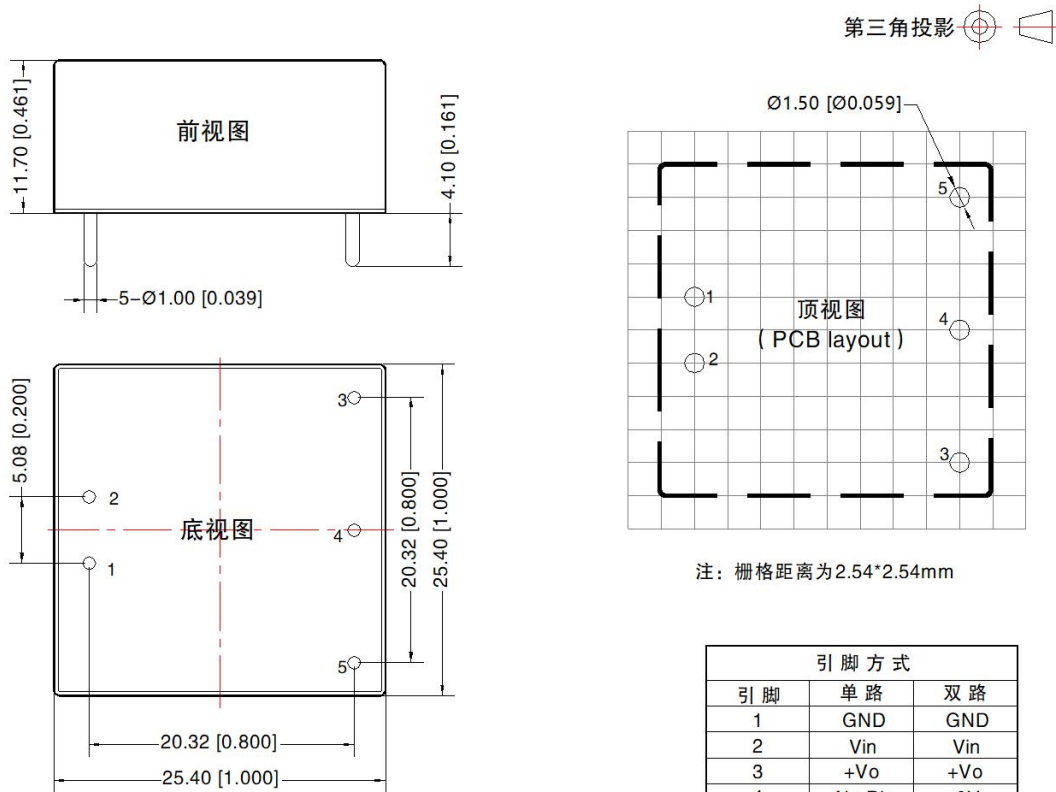 第三角投影
11.70 [0.461]
前视图
4.10 [0.161]
5-Ø1.00 [0.039]
Ø1.50 [Ø0.059]
5
1
顶视图
4
( PCB layout )
2
3
注：栅格距离为2.54*2.54mm
5.08 [0.200]
3
2
底视图
4
1
5
20.32 [0.800]
25.40 [1.000]
20.32 [0.800]
25.40 [1.000]
引脚方式
引脚 单路 双路
1 GND GND
2 Vin Vin
3 +Vo +Vo